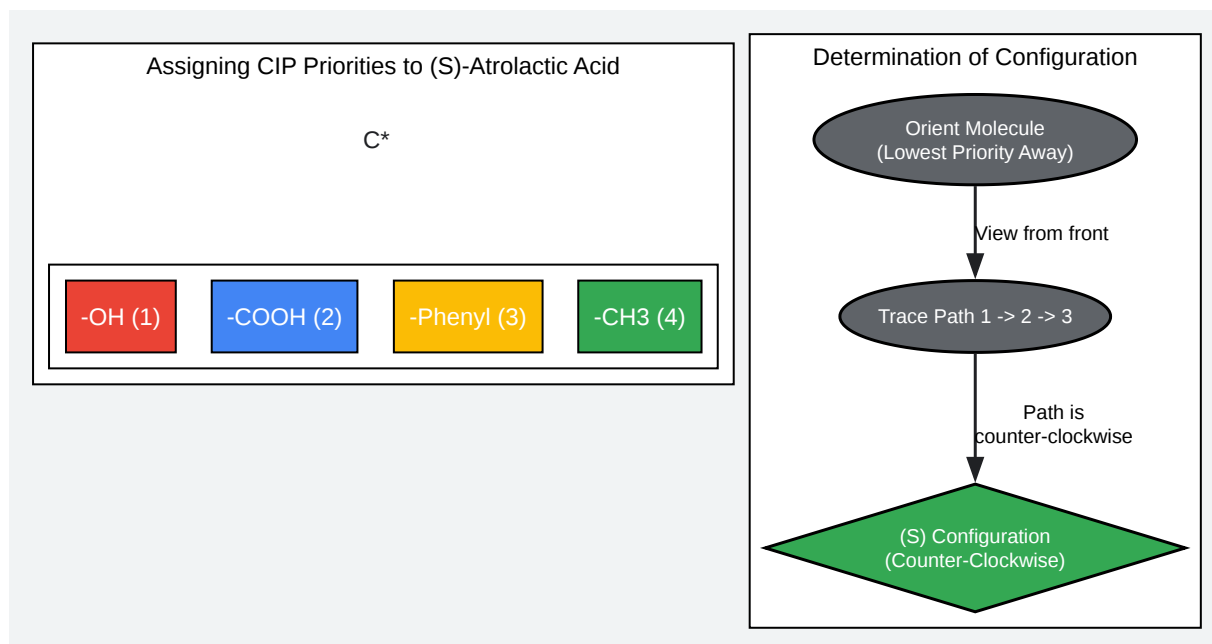 Assigning CIP Priorities to (S)-Atrolactic Acid
C*
-OH (1)
-COOH (2)
-Phenyl (3)
-CH3 (4)
Determination of Configuration
Orient Molecule
(Lowest Priority Away)
View from front
Trace Path 1 -> 2 -> 3
Path is
counter-clockwise
(S) Configuration
(Counter-Clockwise)